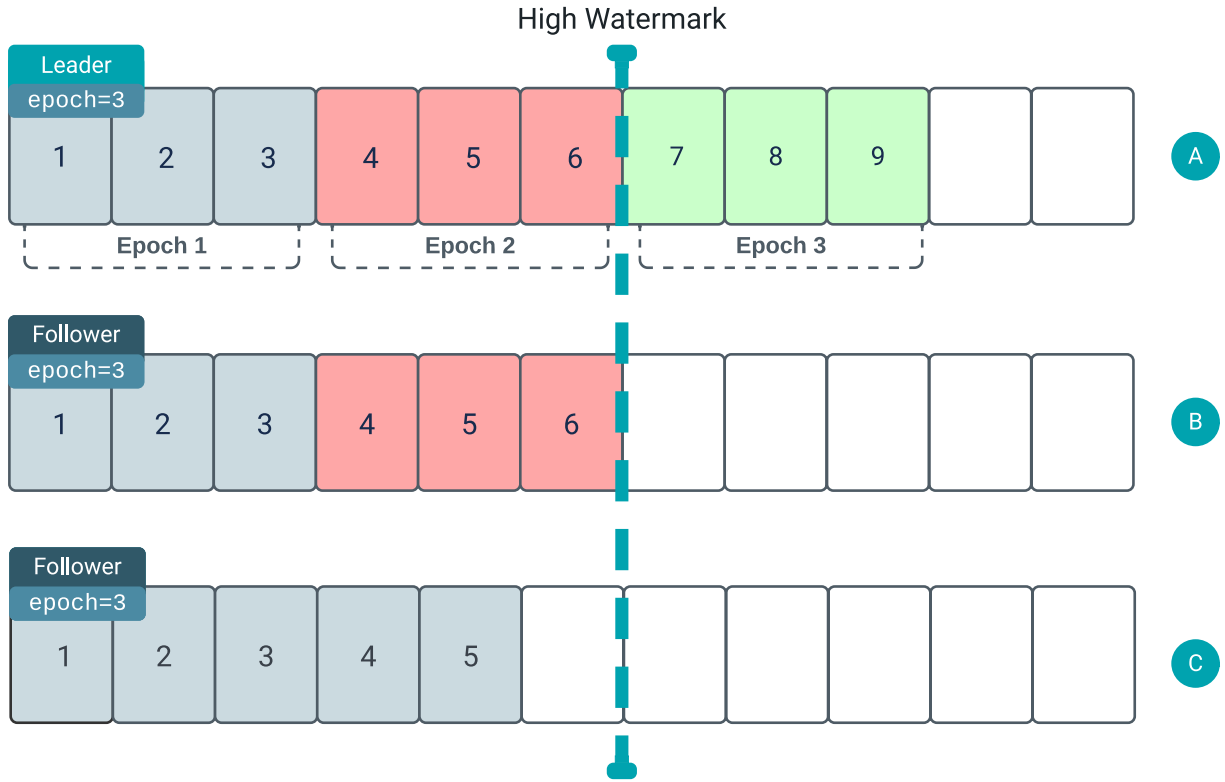 High Watermark
Leader
epoch=3
1 2 3 4 5 6 7 8 9
A
Epoch 1 Epoch 2 Epoch 3
Follower
epoch=3
1 2 3 4 5 6
B
Follower
epoch=3
1 2 3 4 5
C